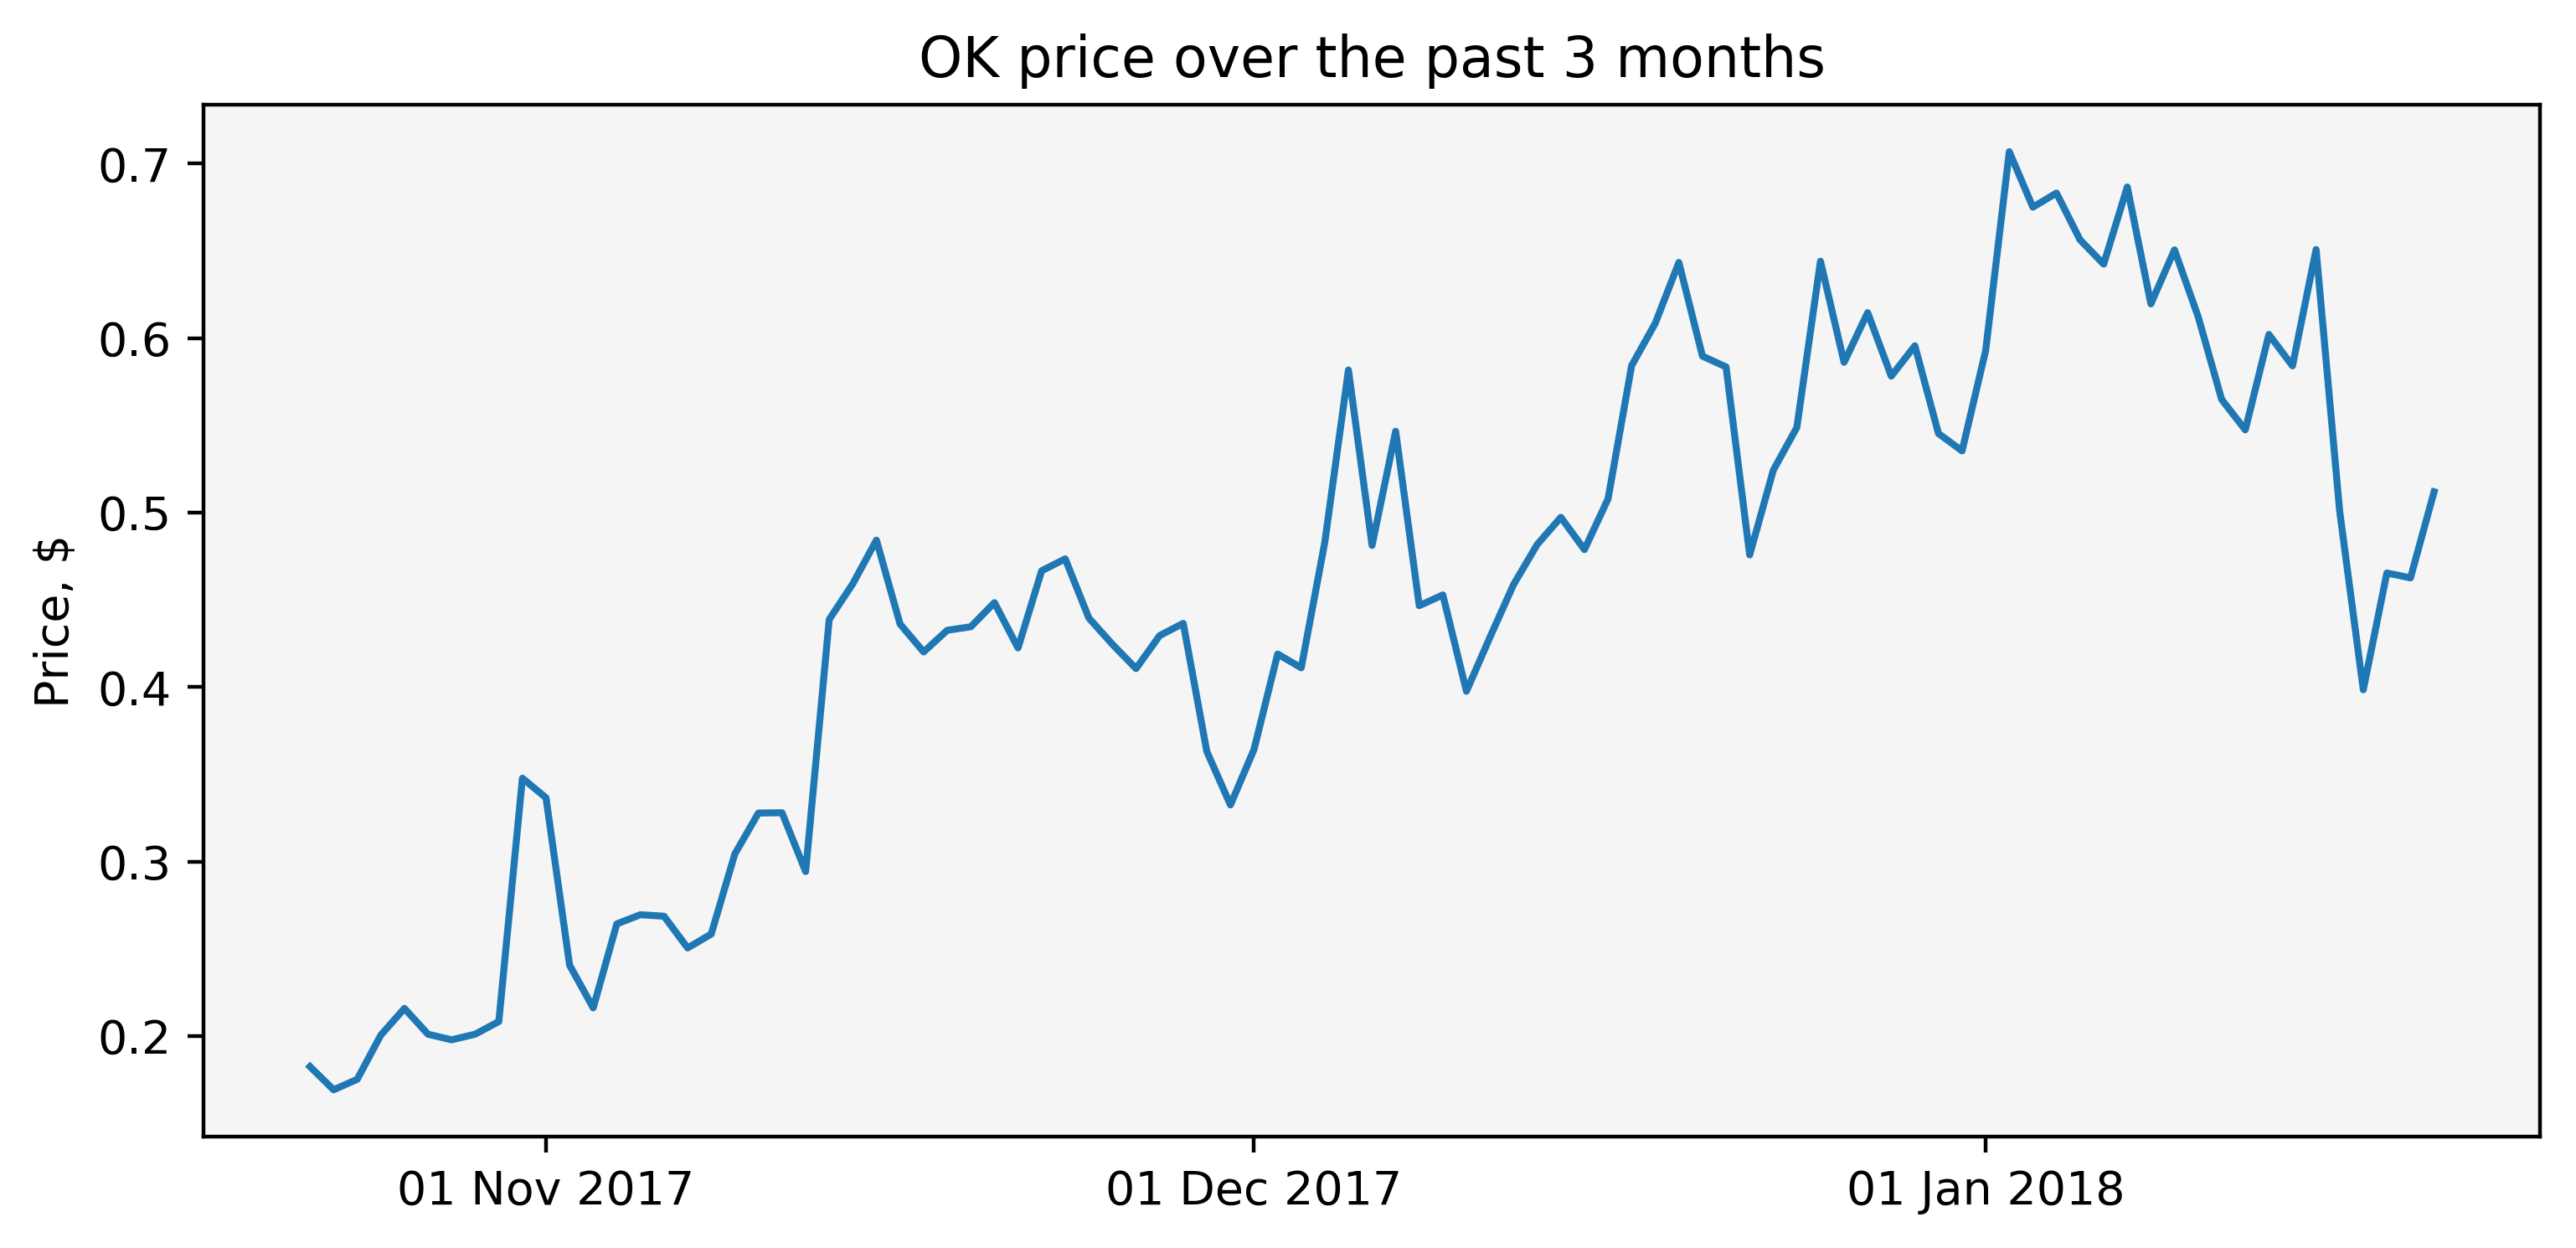 OK price over the past 3 months
Price, $
0.7
0.6
0.5
0.4
0.3
0.2
01 Nov 2017
01 Dec 2017
01 Jan 2018